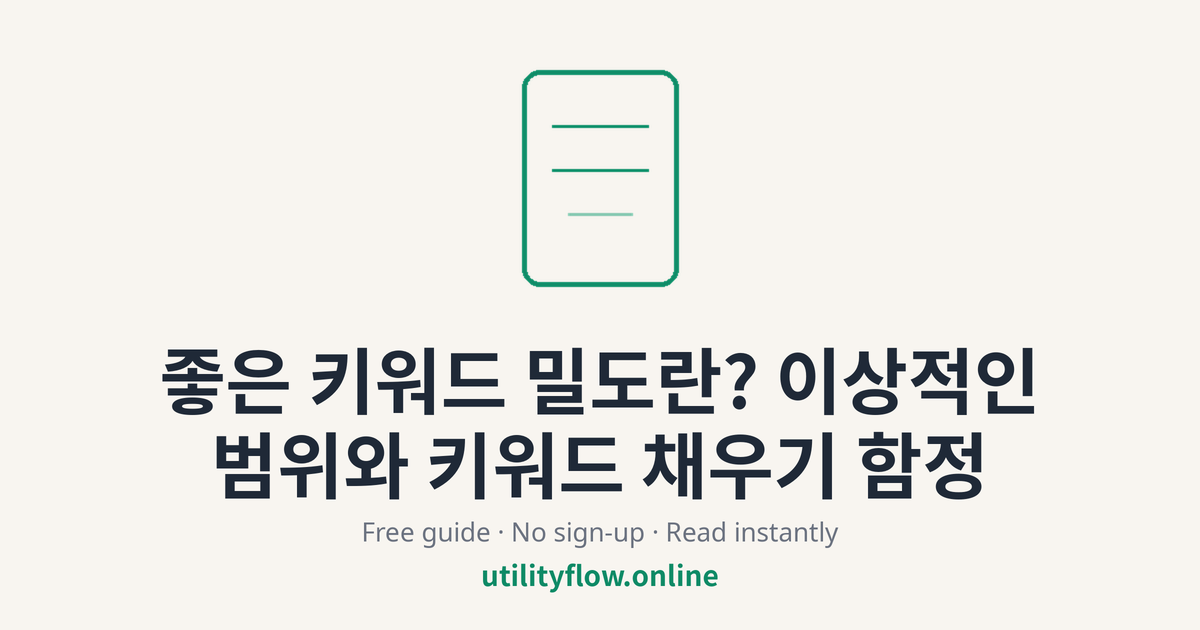 좋은 키워드 밀도란? 이상적인
범위와 키워드 채우기 함정
Free guide · No sign-up · Read instantly
utilityflow.online